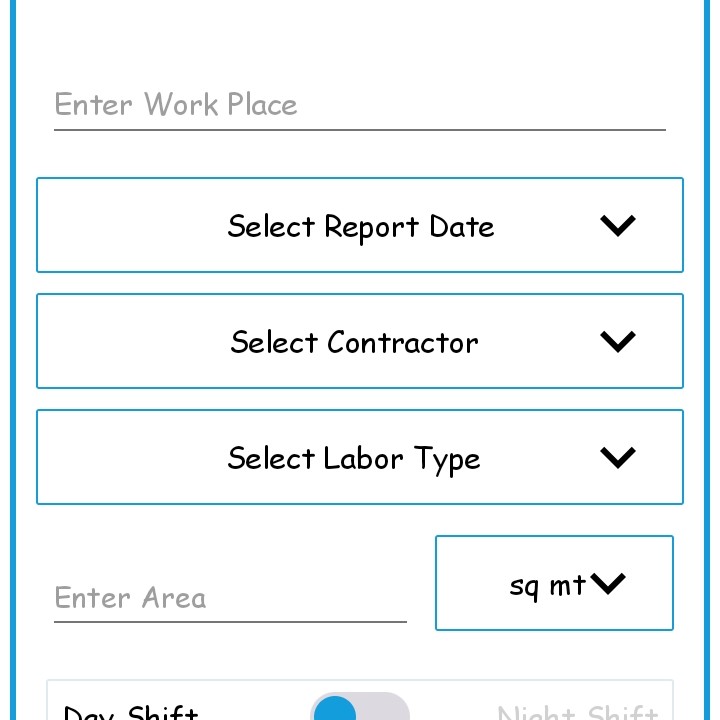 Enter Work Place
Select Report Date
Select Contractor
Select Labor Type
Enter Area
sq mt
Day Shift
Night Shift